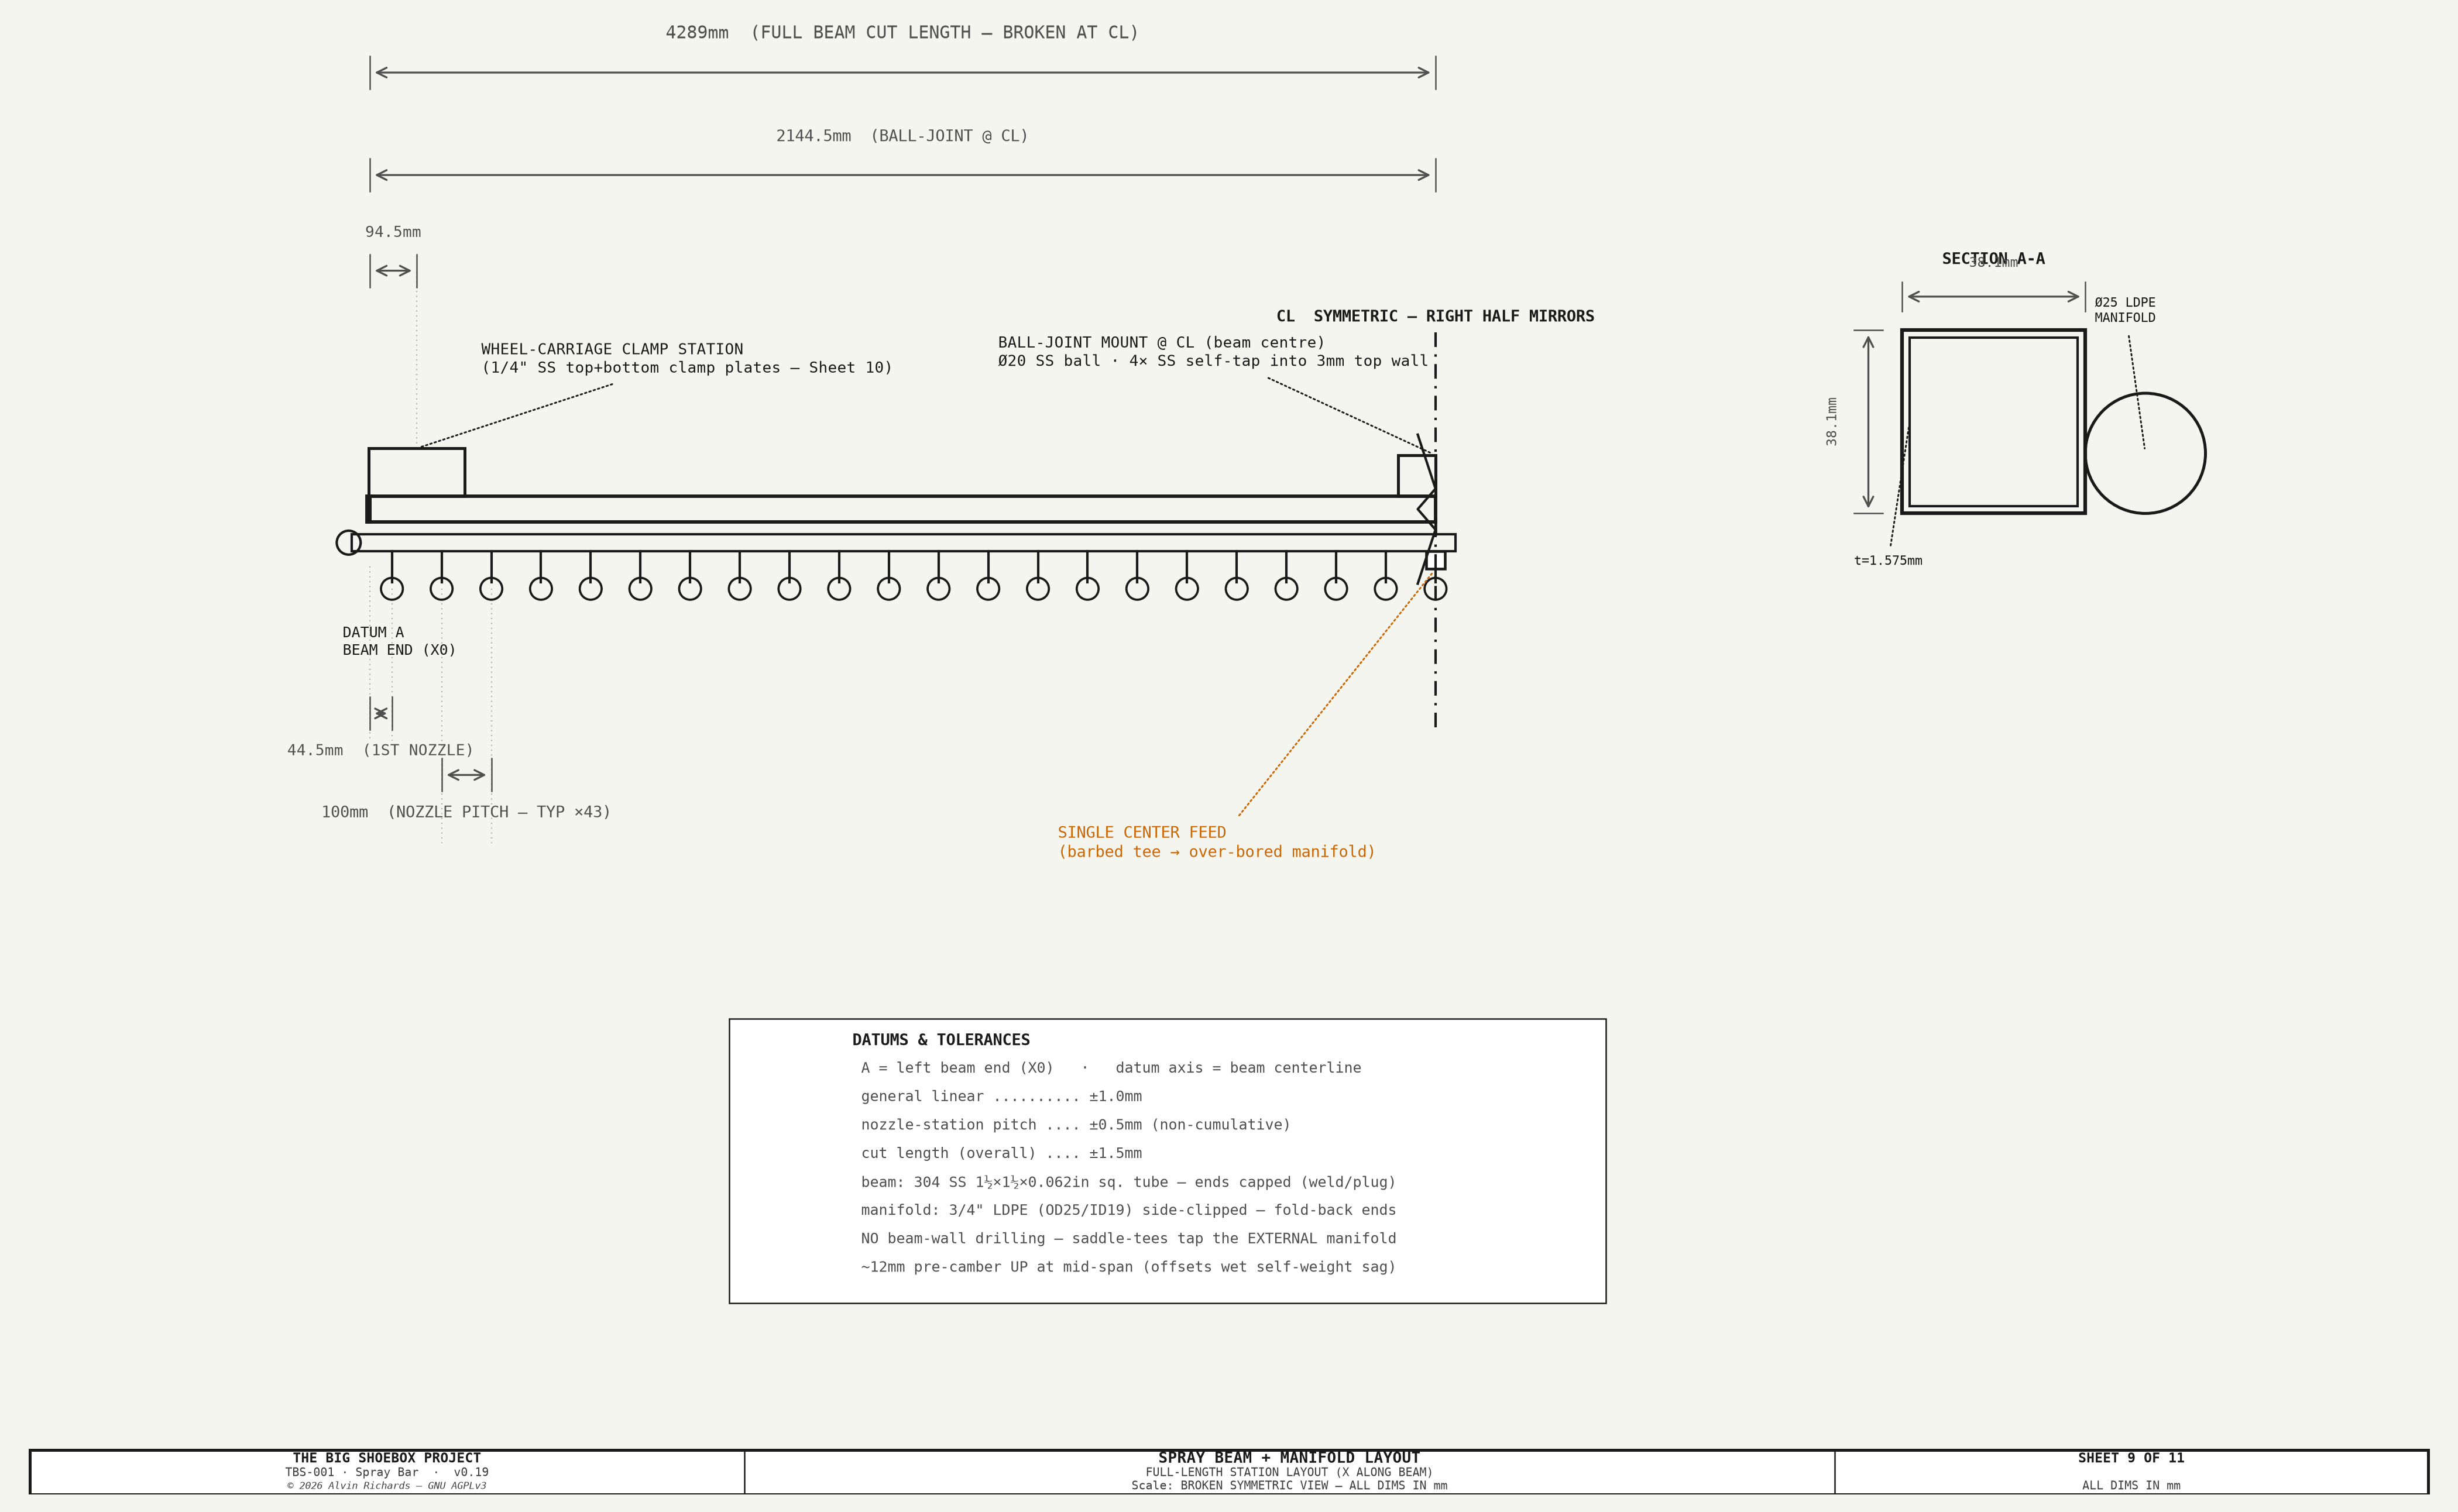 4289mm  (FULL BEAM CUT LENGTH — BROKEN AT CL)
2144.5mm  (BALL-JOINT @ CL)
94.5mm
SECTION A-A
38.1mm
Ø25 LDPE
MANIFOLD
CL  SYMMETRIC — RIGHT HALF MIRRORS
WHEEL-CARRIAGE CLAMP STATION
(1/4" SS top+bottom clamp plates — Sheet 10)
BALL-JOINT MOUNT @ CL (beam centre)
Ø20 SS ball · 4× SS self-tap into 3mm top wall
38.1mm
t=1.575mm
DATUM A
BEAM END (X0)
44.5mm  (1ST NOZZLE)
100mm  (NOZZLE PITCH — TYP ×43)
SINGLE CENTER FEED
(barbed tee → over-bored manifold)
DATUMS & TOLERANCES
A = left beam end (X0)   ·   datum axis = beam centerline
general linear .......... ±1.0mm
nozzle-station pitch .... ±0.5mm (non-cumulative)
cut length (overall) .... ±1.5mm
beam: 304 SS 1½×1½×0.062in sq. tube — ends capped (weld/plug)
manifold: 3/4" LDPE (OD25/ID19) side-clipped — fold-back ends
NO beam-wall drilling — saddle-tees tap the EXTERNAL manifold
~12mm pre-camber UP at mid-span (offsets wet self-weight sag)
THE BIG SHOEBOX PROJECT
TBS-001 · Spray Bar  ·  v0.19
© 2026 Alvin Richards — GNU AGPLv3
SPRAY BEAM + MANIFOLD LAYOUT
FULL-LENGTH STATION LAYOUT (X ALONG BEAM)
Scale: BROKEN SYMMETRIC VIEW — ALL DIMS IN mm
SHEET 9 OF 11
ALL DIMS IN mm